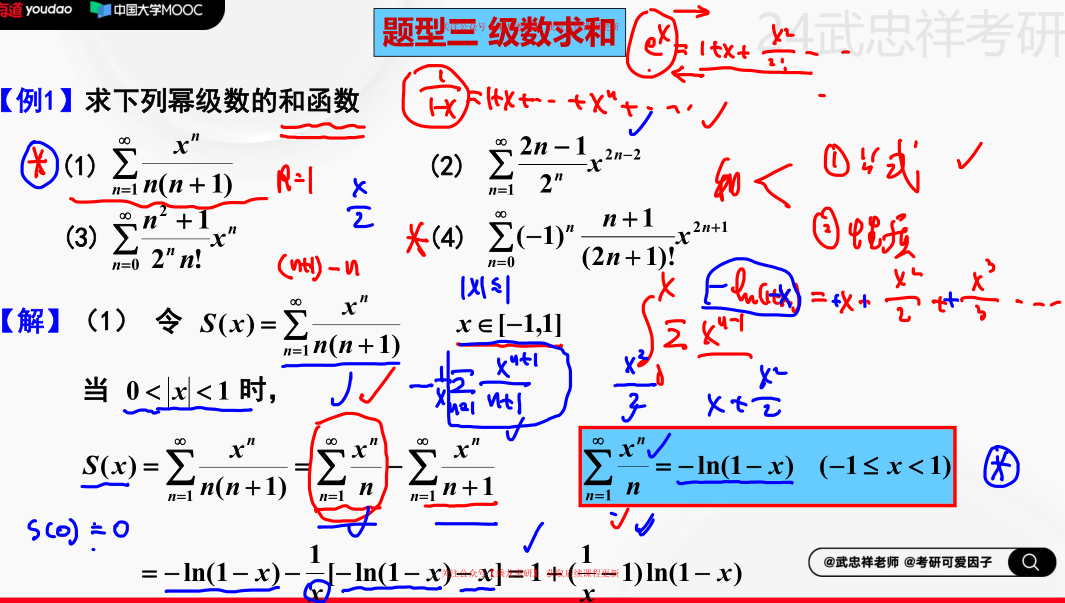 有道 youdao 中国大学MOOC
题型三 级数求和
24武忠祥考研
e^x = 1+x+\frac{x^2}{2!} ...
\frac{1}{1-x} = 1+x+...+x^n+...
【例1】求下列幂级数的和函数
* (1) \sum_{n=1}^{\infty} \frac{x^n}{n(n+1)} R=1 (2) \sum_{n=1}^{\infty} \frac{2n-1}{2^n} x^{2n-2}
\frac{x}{2}
和 < ① 公式
② 性质
(3) \sum_{n=0}^{\infty} \frac{n^2+1}{2^n n!} x^n * (4) \sum_{n=0}^{\infty} (-1)^n \frac{n+1}{(2n+1)!} x^{2n+1}
(n+1)-n
|x|≤1
-ln(1-x) = +x+\frac{x^2}{2}+\frac{x^3}{3} ...
【解】(1) 令 S(x)=\sum_{n=1}^{\infty} \frac{x^n}{n(n+1)} x∈[-1,1]
\int_0^x \sum x^{n-1}
当 0<|x|<1 时，
-\frac{1}{x} \sum_{n=1} \frac{x^{n+1}}{n+1}
\frac{x^2}{2} x+\frac{x^2}{2}
S(x)=\sum_{n=1}^{\infty} \frac{x^n}{n(n+1)}=\sum_{n=1}^{\infty} \frac{x^n}{n}-\sum_{n=1}^{\infty} \frac{x^n}{n+1}
\sum_{n=1}^{\infty} \frac{x^n}{n}=-ln(1-x) (-1≤x<1) *
S(0)=0
=-ln(1-x)-\frac{1}{x}[-ln(1-x)-x]=1+(\frac{1}{x}-1)ln(1-x)
@武忠祥老师 @考研可爱因子